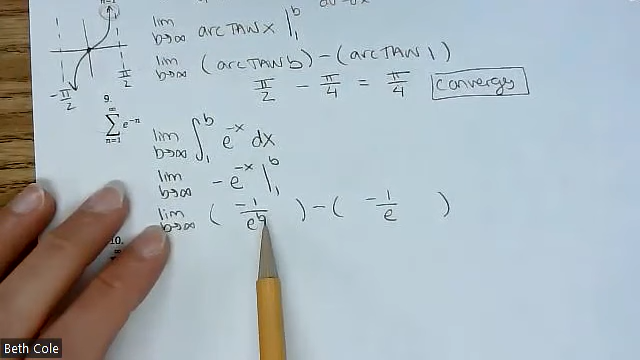 lim b→∞ arcTAN x |₁ᵇ
lim b→∞ (arcTAN b) - (arcTAN 1)
π/2 - π/4 = π/4 converges
-π/2 π/2
9.
∞ ∑ n=1 e⁻ⁿ
lim b→∞ ∫₁ᵇ e⁻ˣ dx
lim b→∞ -e⁻ˣ |₁ᵇ
lim b→∞ ( -1/eᵇ ) - ( -1/e )
10.
Beth Cole